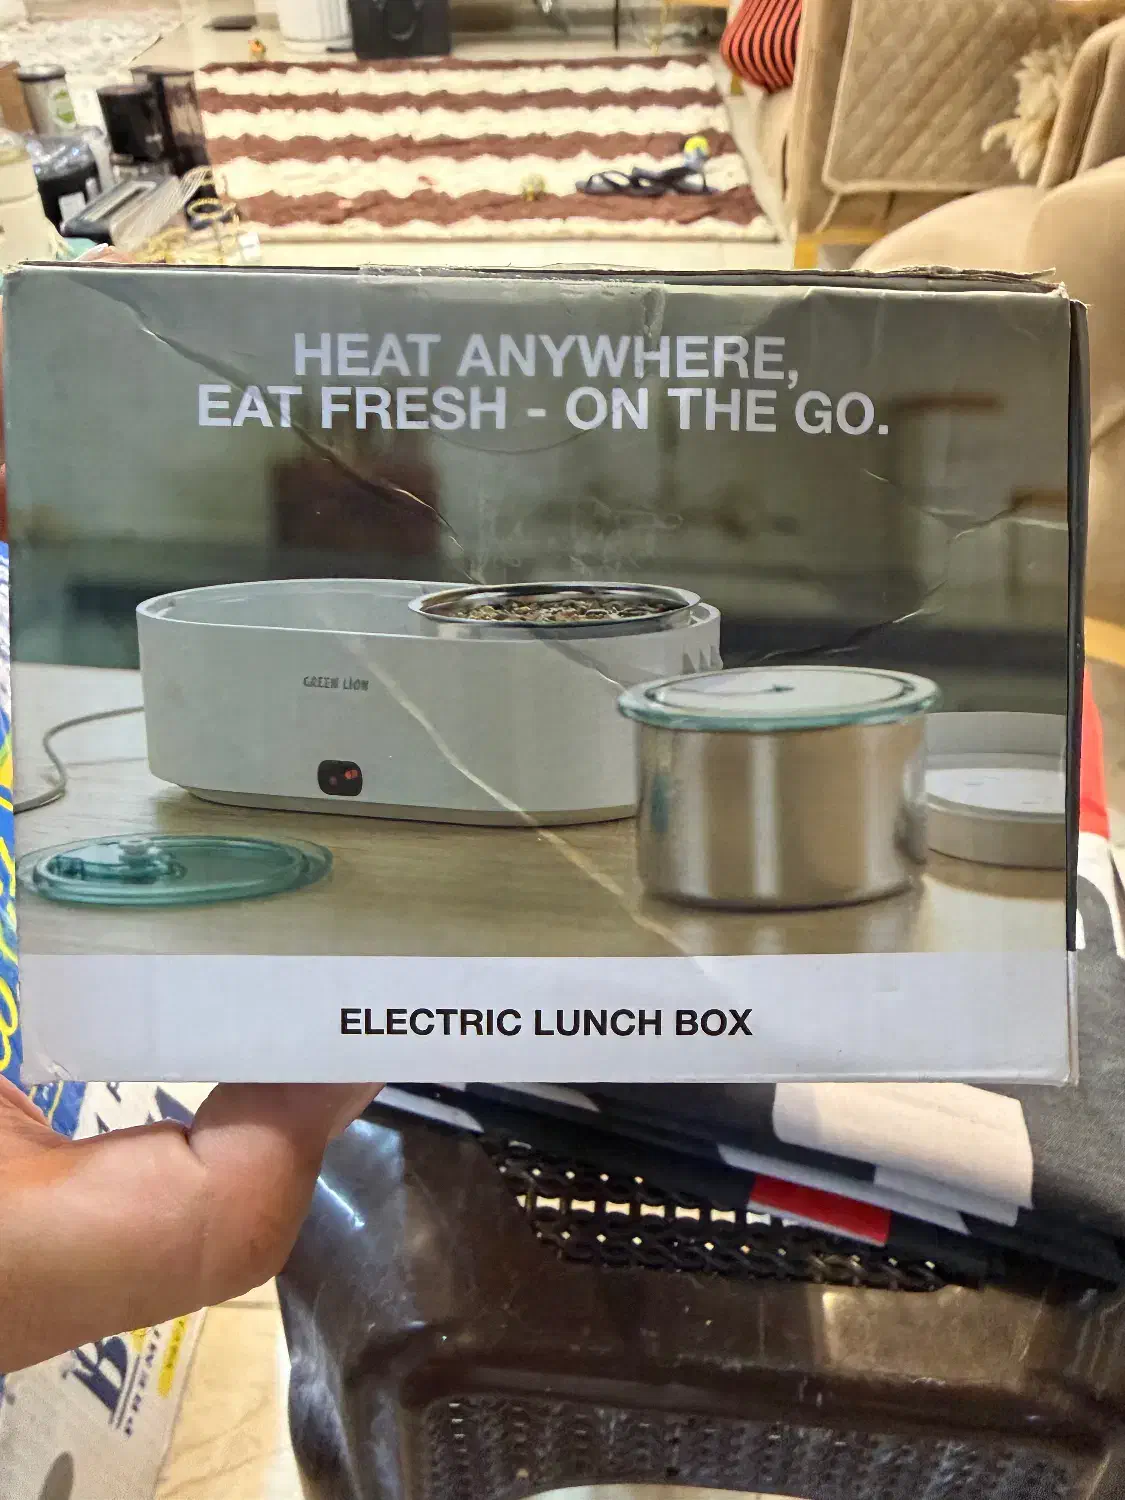 HEAT ANYWHERE,
EAT FRESH - ON THE GO.
GREEN LION
ELECTRIC LUNCH BOX